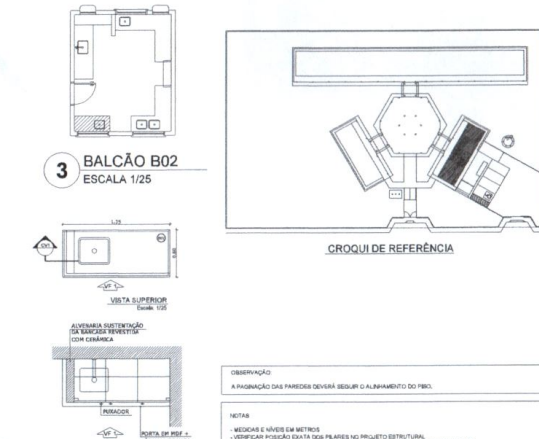 3
BALCÃO B02
ESCALA 1/25
CROQUI DE REFERÊNCIA
1,75
0,60
VF
VISTA SUPERIOR
Escala 1/25
ALVENARIA SUSTENTAÇÃO
DA BANCADA REVESTIDA
COM CERÂMICA
PUXADOR
VF
PORTA EM MDF +
OBSERVAÇÃO:
A PAGINAÇÃO DAS PAREDES DEVERÁ SEGUIR O ALINHAMENTO DO PISO.
NOTAS
- MEDIDAS E NÍVEIS EM METROS
- VERIFICAR POSIÇÃO EXATA DOS PILARES NO PROJETO ESTRUTURAL